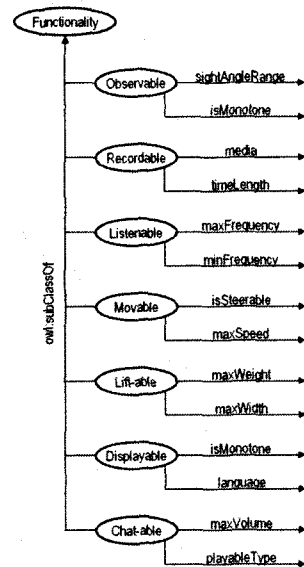 Functionality
Observable
sightAngleRange
isMonotone
Recordable
media
timeLength
Listenable
maxFrequency
minFrequency
owl:subClassOf
Movable
isSteerable
maxSpeed
Lift-able
maxWeight
maxWidth
Displayable
isMonotone
language
Chat-able
maxVolume
playableType